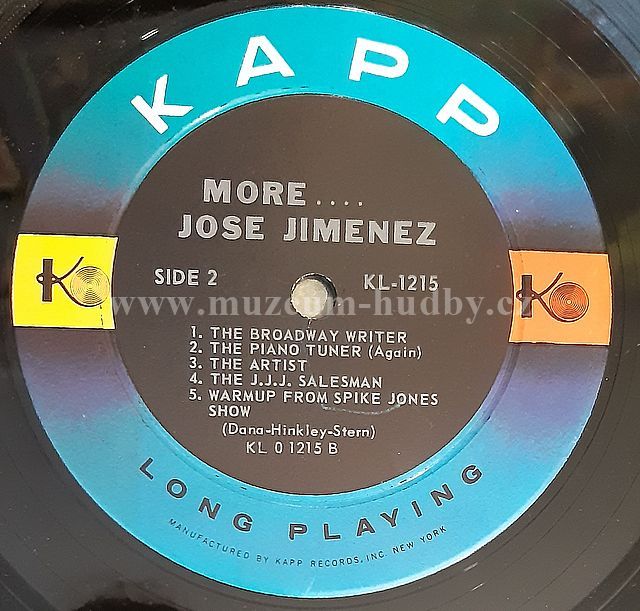 KAPP
MORE....
JOSE JIMENEZ
SIDE 2 KL-1215
www.muzeum-hudby.cz
1. THE BROADWAY WRITER
2. THE PIANO TUNER (Again)
3. THE ARTIST
4. THE J.J.J. SALESMAN
5. WARMUP FROM SPIKE JONES
SHOW
(Dana-Hinkley-Stern)
KL O 1215 B
LONG PLAYING
MANUFACTURED BY KAPP RECORDS, INC. NEW YORK